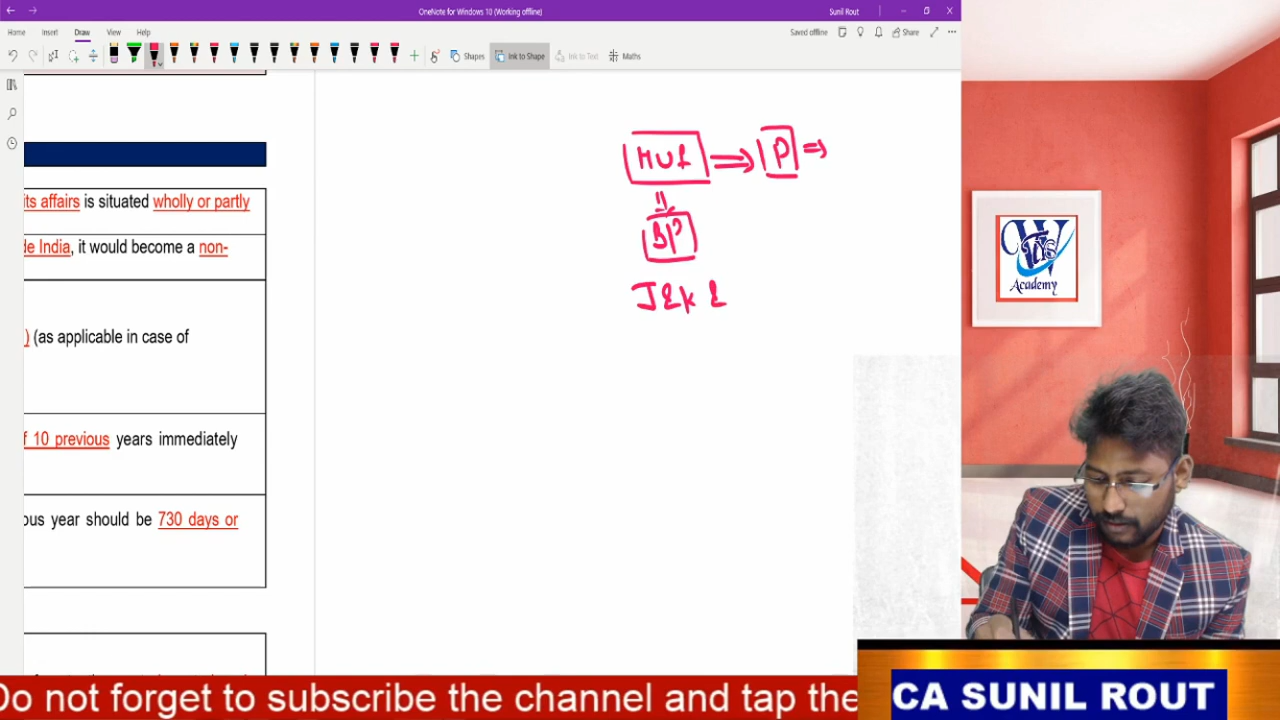 OneNote for Windows 10 (Working offline)
Sunil Rout
Home Insert Draw View Help
Saved offline
Share
Shapes
Ink to Shape
Ink to Text
Maths
its affairs is situated wholly or partly
de India, it would become a non-
) (as applicable in case of
f 10 previous years immediately
ous year should be 730 days or
HUF ⇒ P ⇒
BP
J&K &
Academy
Do not forget to subscribe the channel and tap the
CA SUNIL ROUT